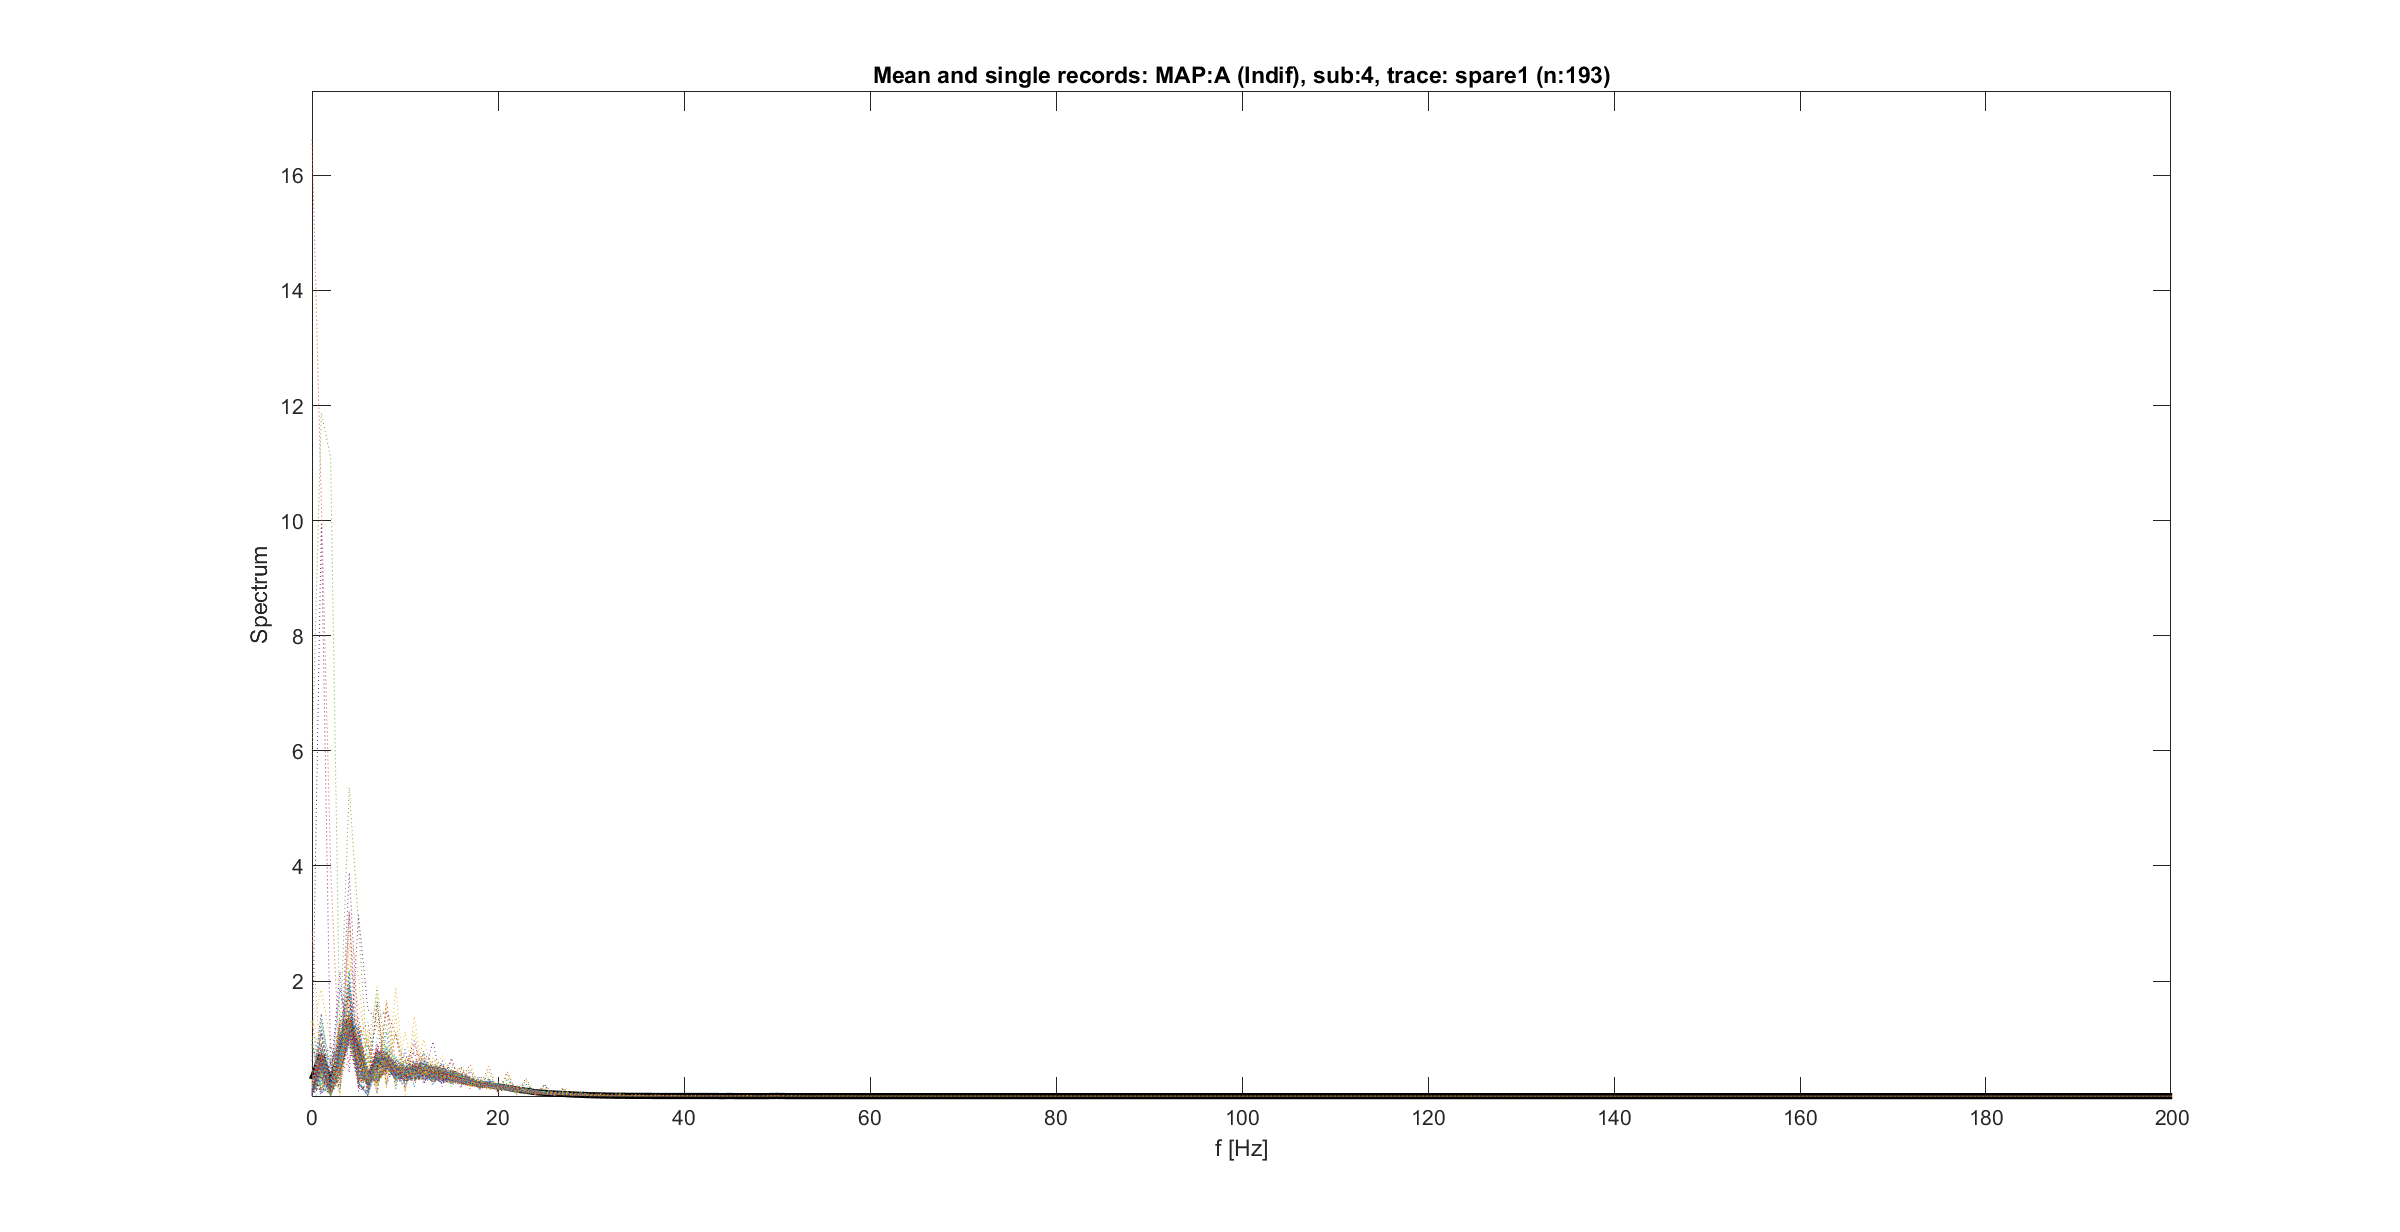 Mean and single records: MAP:A (Indif), sub:4, trace: spare1 (n:193)
16
14
12
10
8
6
4
2
Spectrum
0 20 40 60 80 100 120 140 160 180 200
f [Hz]